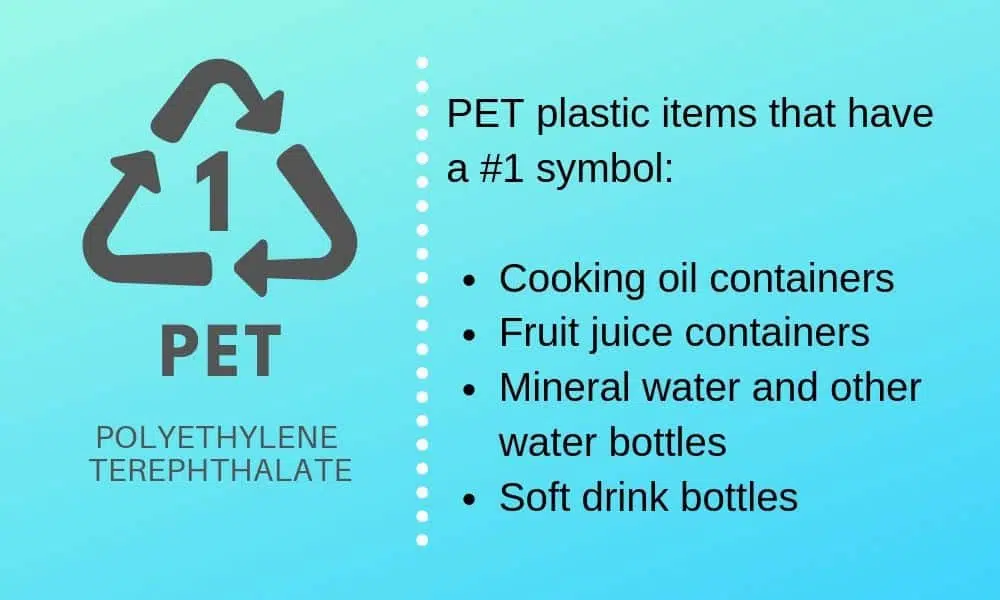 1
PET
POLYETHYLENE
TEREPHTHALATE
PET plastic items that have
a #1 symbol:
• Cooking oil containers
• Fruit juice containers
• Mineral water and other
water bottles
• Soft drink bottles